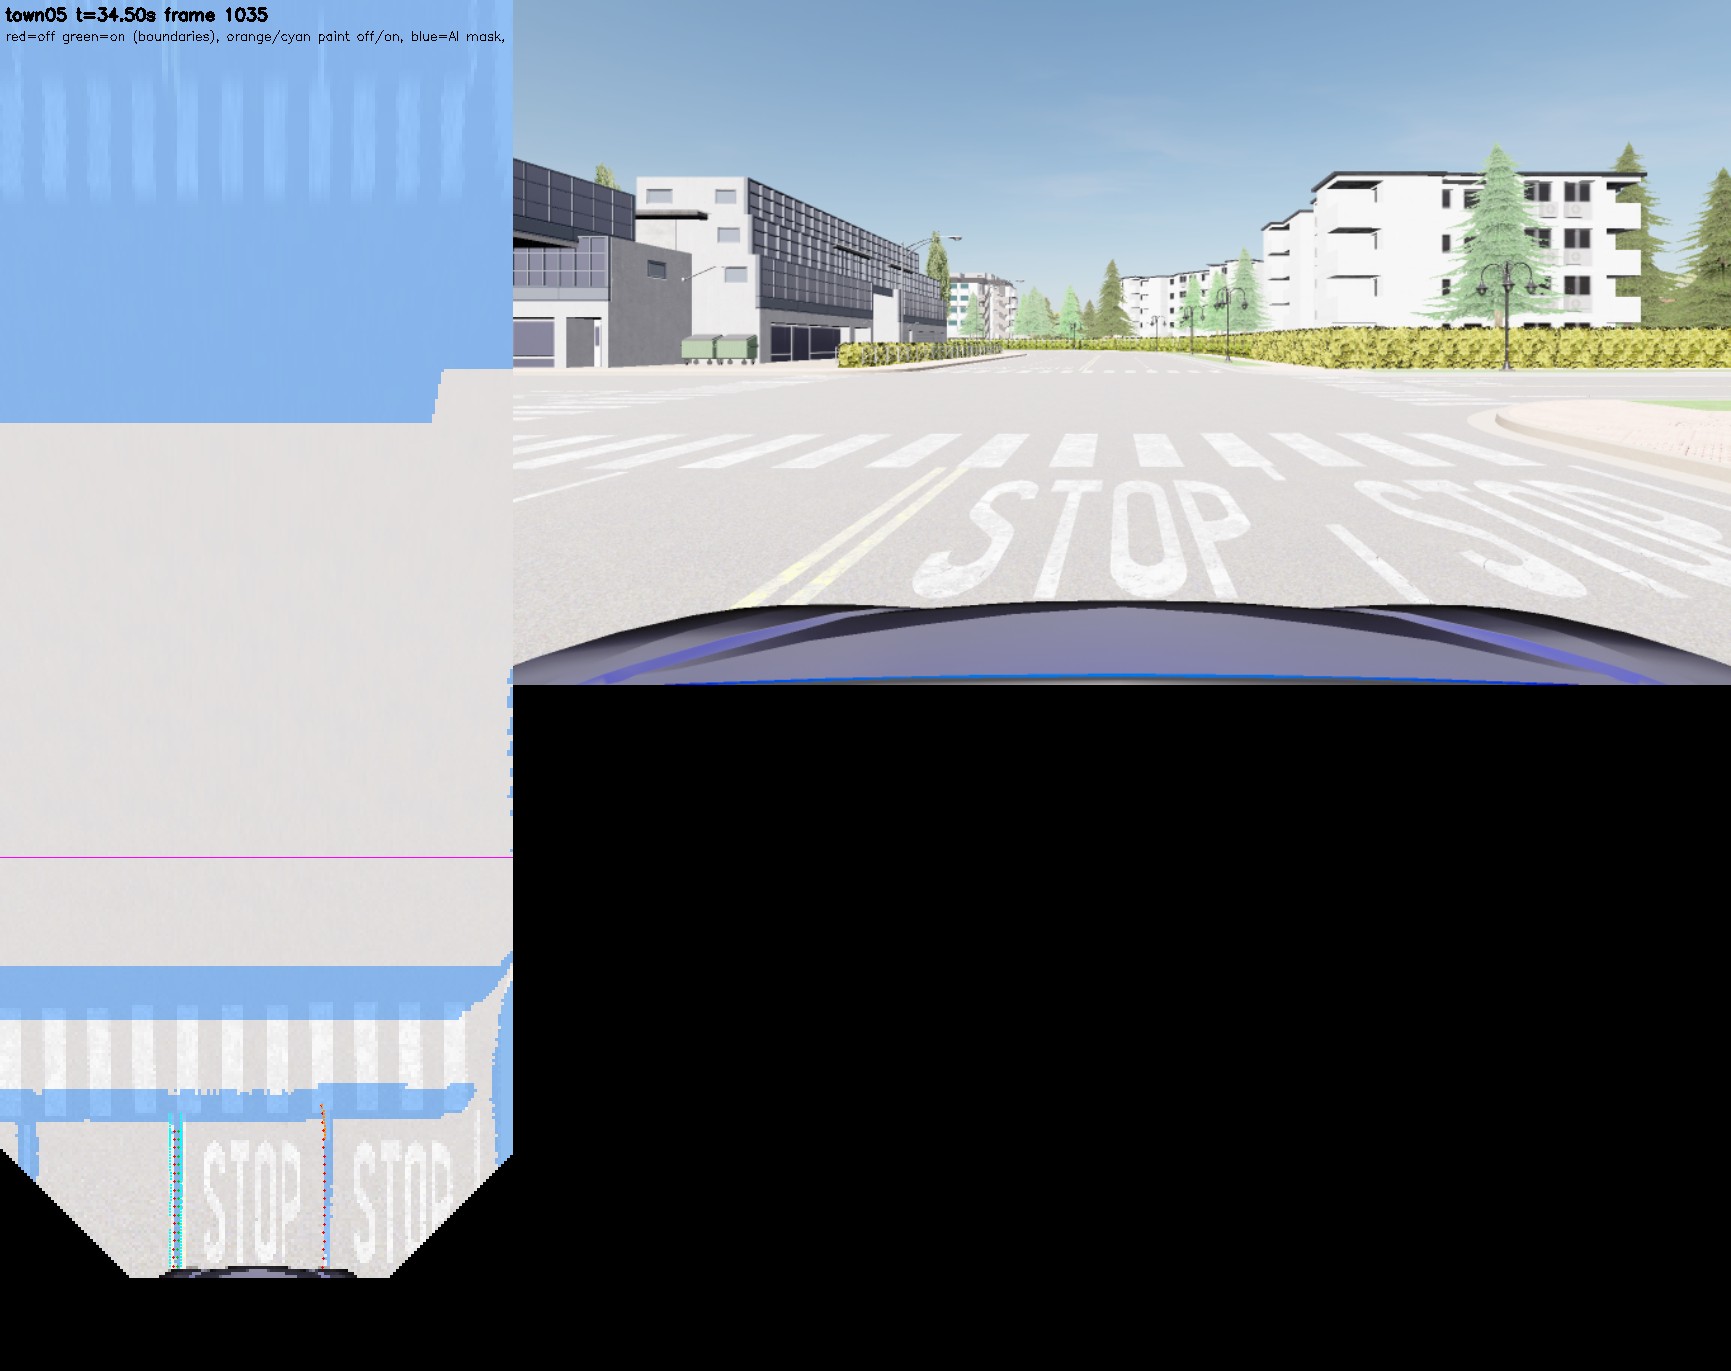 town05 t=34.50s frame 1035
red=off green=on (boundaries), orange/cyan paint off/on, blue=AI mask,
STOP STOP
STOP STOP